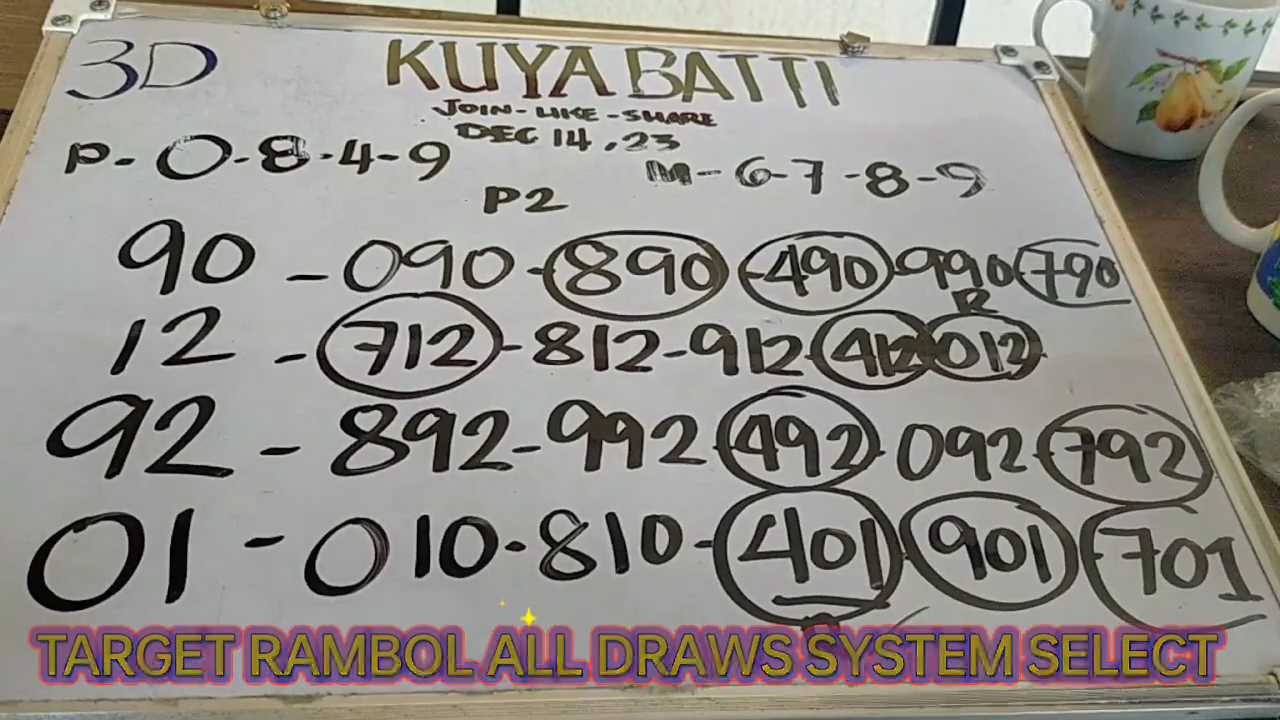 3D KUYA BATTI
JOIN-LIKE-SHARE
DEC 14, 23
P-0-8-4-9
M-6-7-8-9
P2
90 - 090-890-490-990-790
R
12 - 712-812-912-412-012
92 - 892-992-492-092-792
01 - 010-810-401-901-701
TARGET RAMBOL ALL DRAWS SYSTEM SELECT